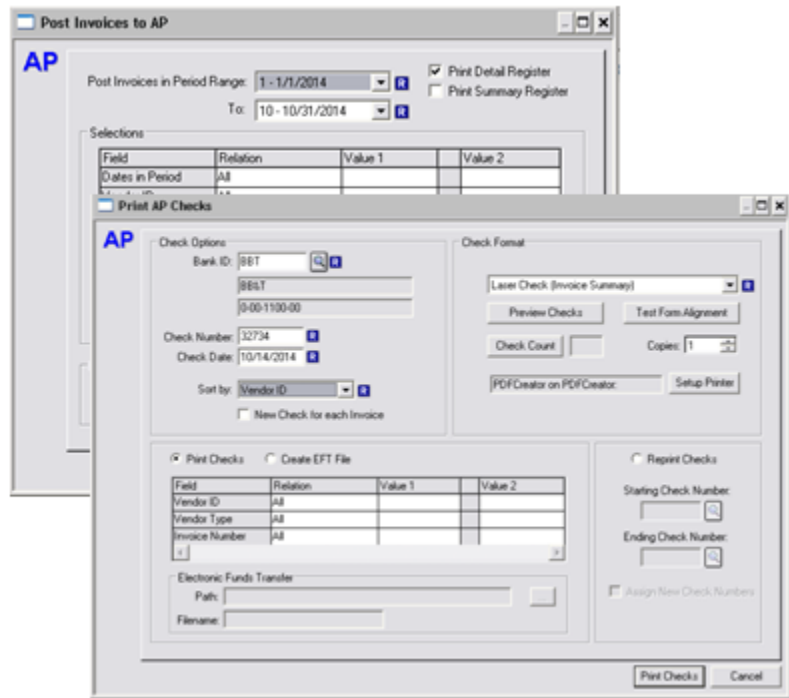 Post Invoices to AP
AP
Post Invoices in Period Range: 1 - 1/1/2014 R
To: 10 - 10/31/2014 R
Print Detail Register
Print Summary Register
Selections
Field Relation Value 1 Value 2
Dates in Period All
Vendor ID All
Print AP Checks
AP
Check Options
Bank ID: BBT R
BB&T
0-00-1100-00
Check Number: 32734 R
Check Date: 10/14/2014 R
Sort by: Vendor ID R
New Check for each Invoice
Check Format
Laser Check (Invoice Summary) R
Preview Checks Test Form Alignment
Check Count Copies: 1
PDFCreator on PDFCreator: Setup Printer
Print Checks Create EFT File
Field Relation Value 1 Value 2
Vendor ID All
Vendor Type All
Invoice Number All
Electronic Funds Transfer
Path: ...
Filename:
Reprint Checks
Starting Check Number:
Ending Check Number:
Assign New Check Numbers
Print Checks Cancel